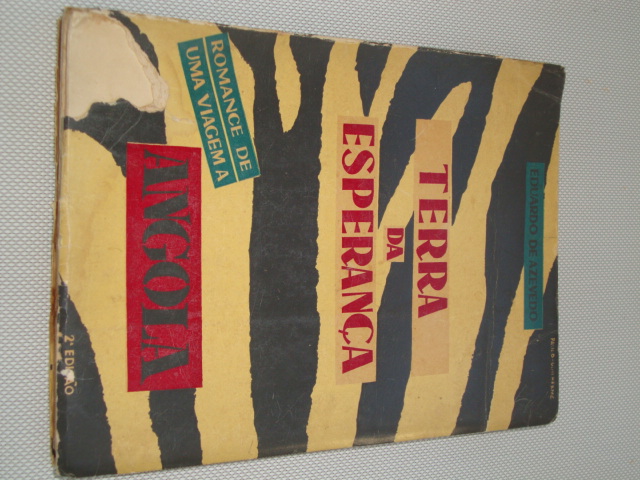 EDUARDO DE AZEVEDO
TERRA
DA
ESPERANÇA
ROMANCE DE
UMA VIAGEM A
ANGOLA
2ª EDIÇÃO